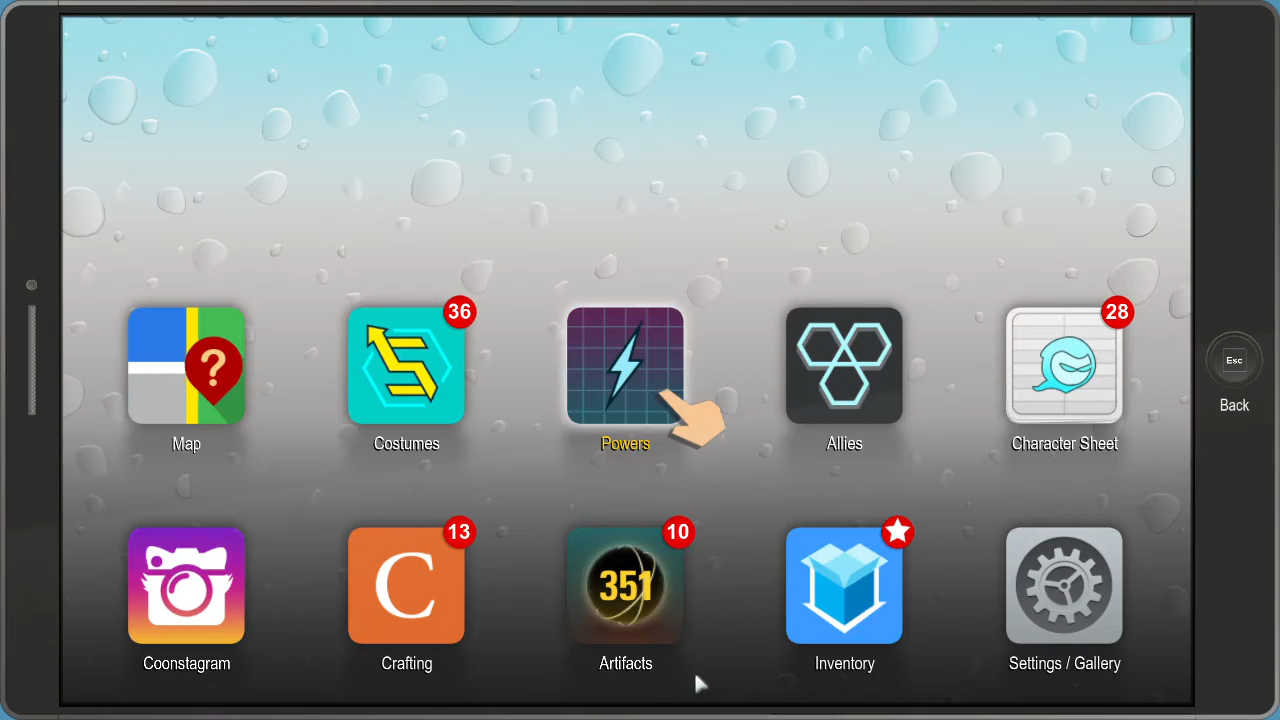 36
28
?
Esc
Back
Map
Costumes
Powers
Allies
Character Sheet
13
10
C
351
Coonstagram
Crafting
Artifacts
Inventory
Settings / Gallery